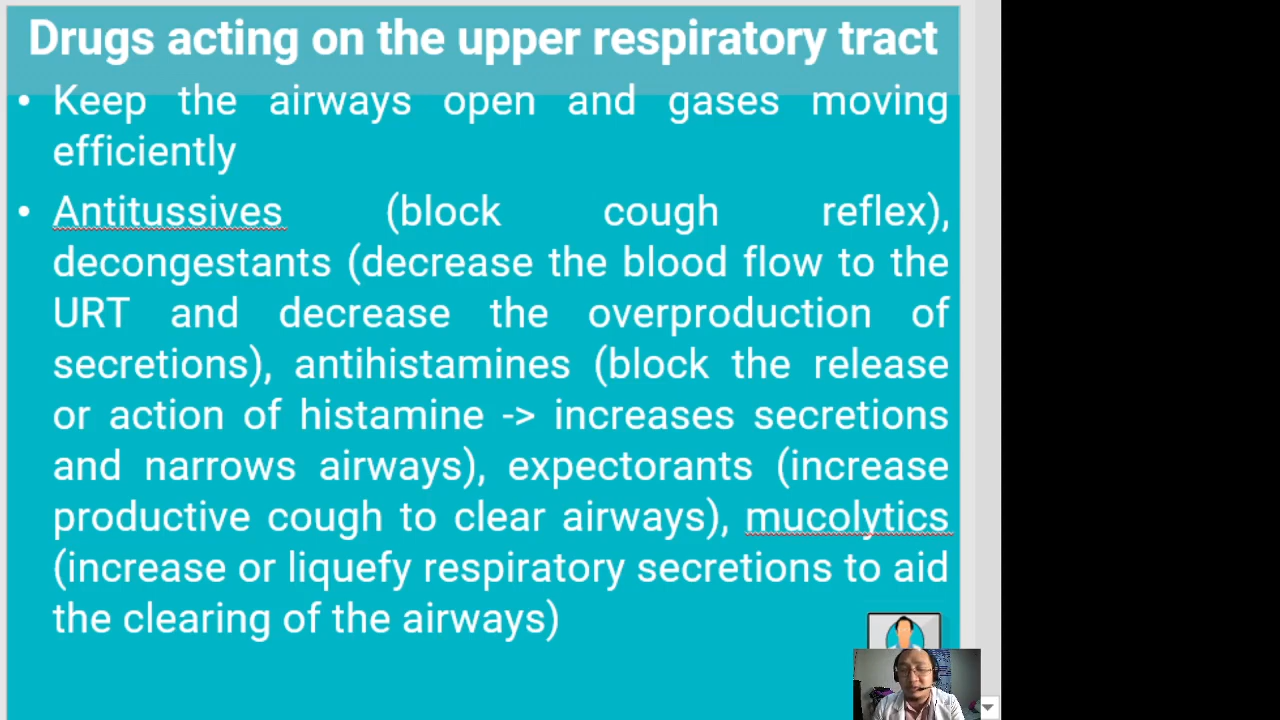 Drugs acting on the upper respiratory tract
• Keep the airways open and gases moving
efficiently
• Antitussives (block cough reflex),
decongestants (decrease the blood flow to the
URT and decrease the overproduction of
secretions), antihistamines (block the release
or action of histamine -> increases secretions
and narrows airways), expectorants (increase
productive cough to clear airways), mucolytics
(increase or liquefy respiratory secretions to aid
the clearing of the airways)